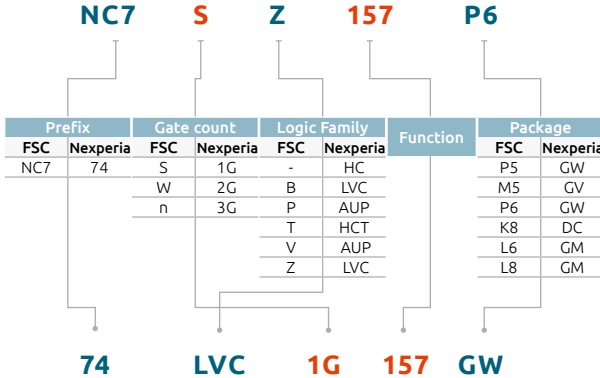 NC7 S Z 157 P6
Prefix Gate count Logic Family Function Package
FSC Nexperia FSC Nexperia FSC Nexperia FSC Nexperia
NC7 74 S 1G - HC P5 GW
W 2G B LVC M5 GV
n 3G P AUP P6 GW
T HCT K8 DC
V AUP L6 GM
Z LVC L8 GM
74 LVC 1G 157 GW